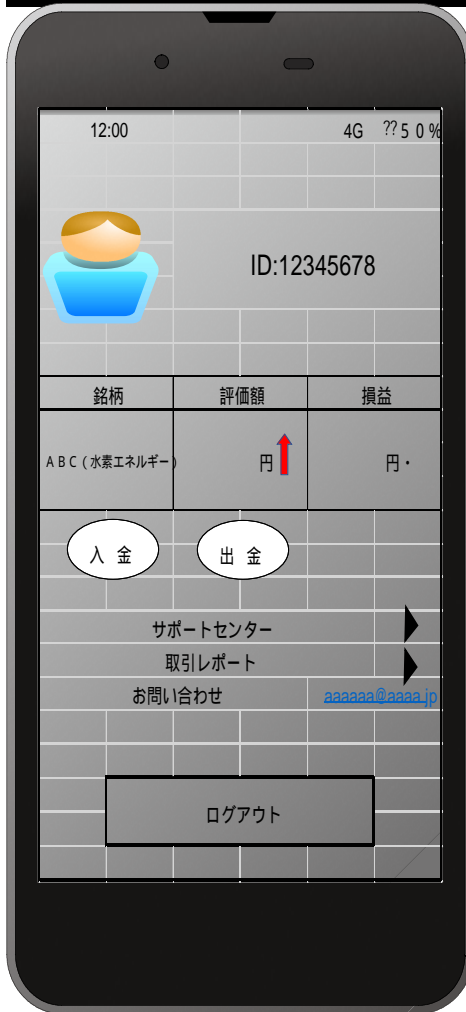 12:00 4G ??５０%
ID:12345678
銘柄 評価額 損益
ＡＢＣ（水素エネルギー） 円 円・
入 金 出 金
サポートセンター
取引レポート
お問い合わせ aaaaaa@aaaa.jp
ログアウト